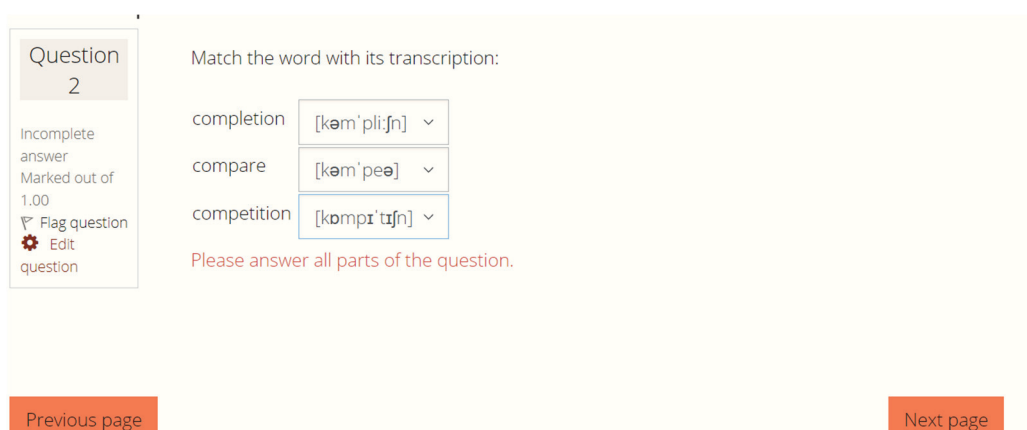 Question
2
Incomplete
answer
Marked out of
1.00
Flag question
Edit
question
Match the word with its transcription:
completion [kəmˈpliːʃn]
compare [kəmˈpeə]
competition [kɒmpɪˈtɪʃn]
Please answer all parts of the question.
Previous page
Next page